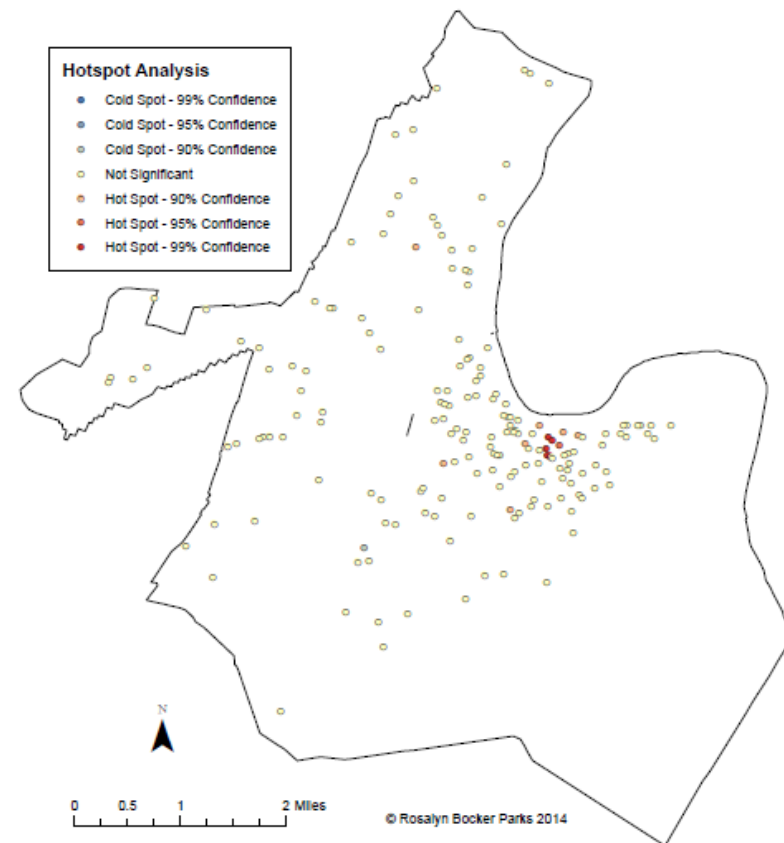 Hotspot Analysis
Cold Spot - 99% Confidence
Cold Spot - 95% Confidence
Cold Spot - 90% Confidence
Not Significant
Hot Spot - 90% Confidence
Hot Spot - 95% Confidence
Hot Spot - 99% Confidence
N
0 0.5 1 2 Miles
© Rosalyn Bocker Parks 2014